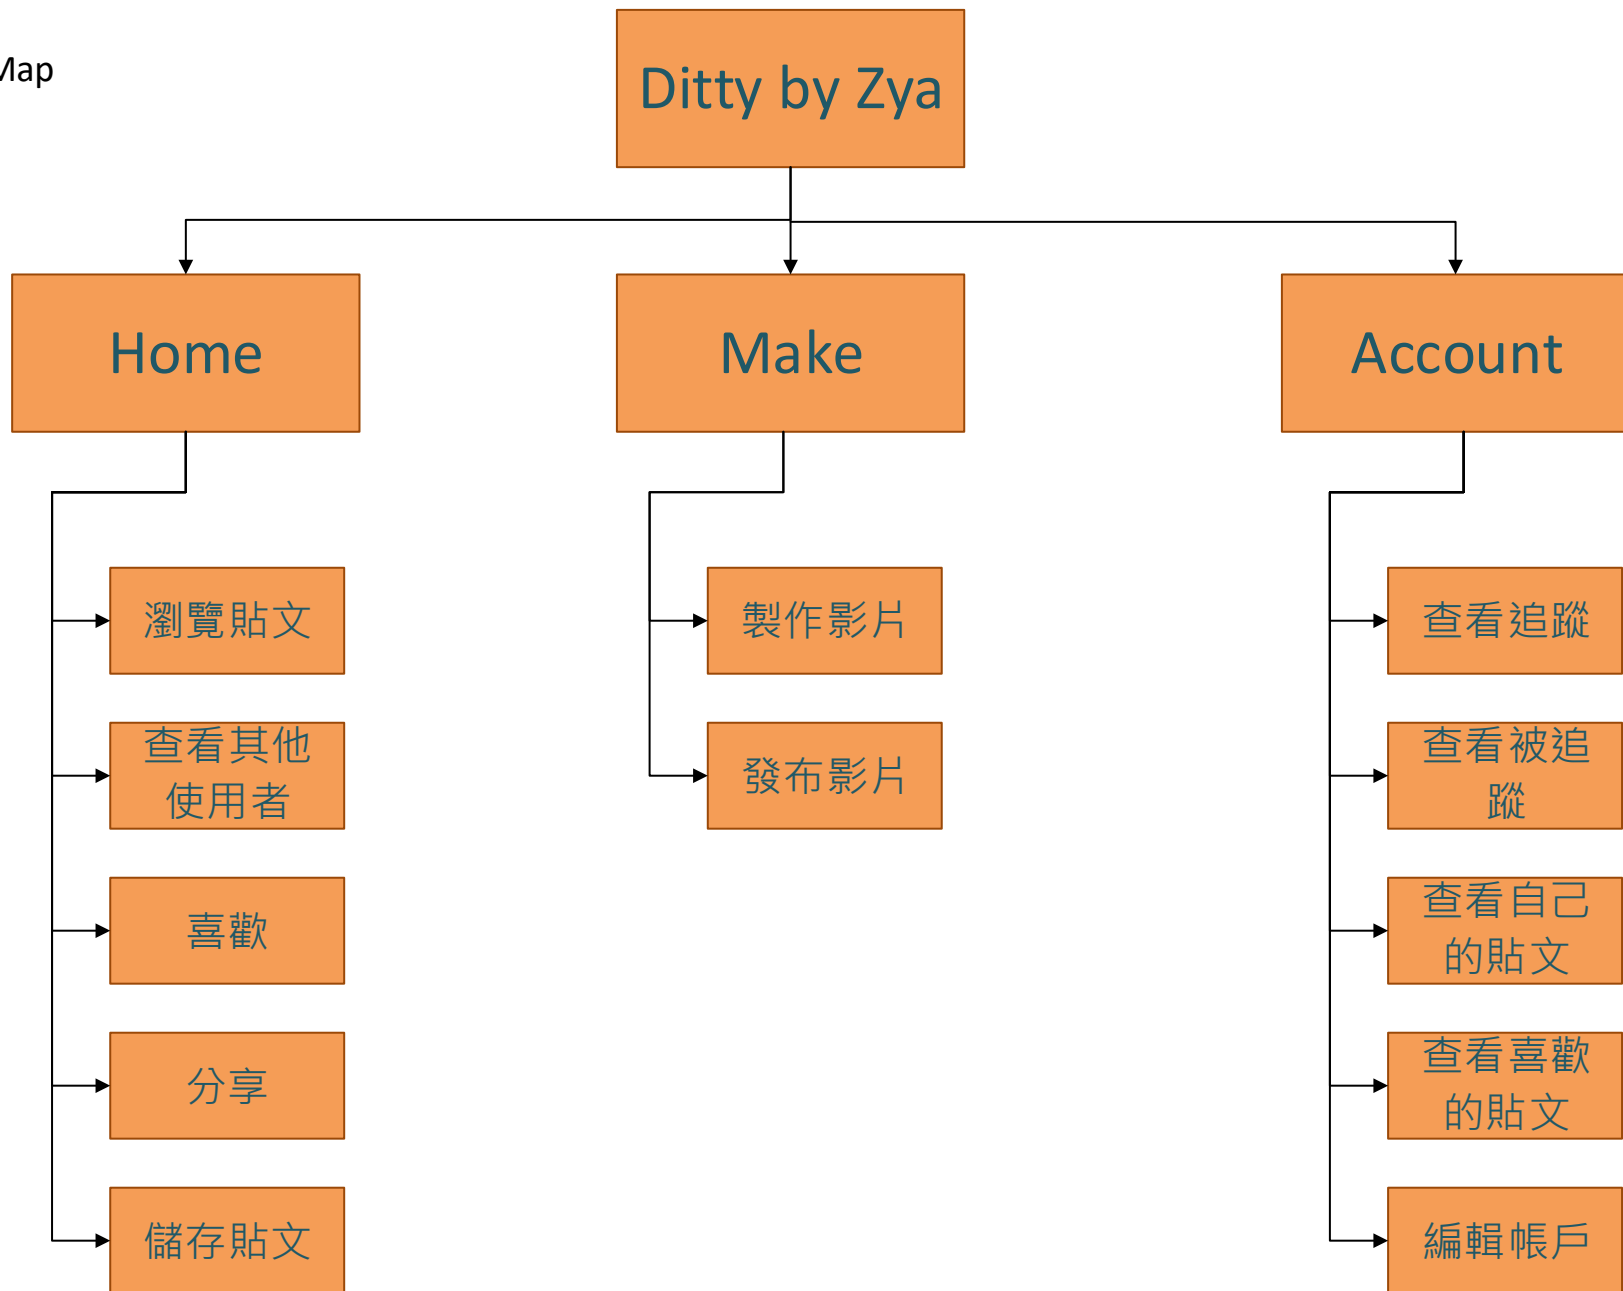 Map
Ditty by Zya
Home
Make
Account
瀏覽貼文
查看其他
使用者
喜歡
分享
儲存貼文
製作影片
發布影片
查看追蹤
查看被追
蹤
查看自己
的貼文
查看喜歡
的貼文
編輯帳戶